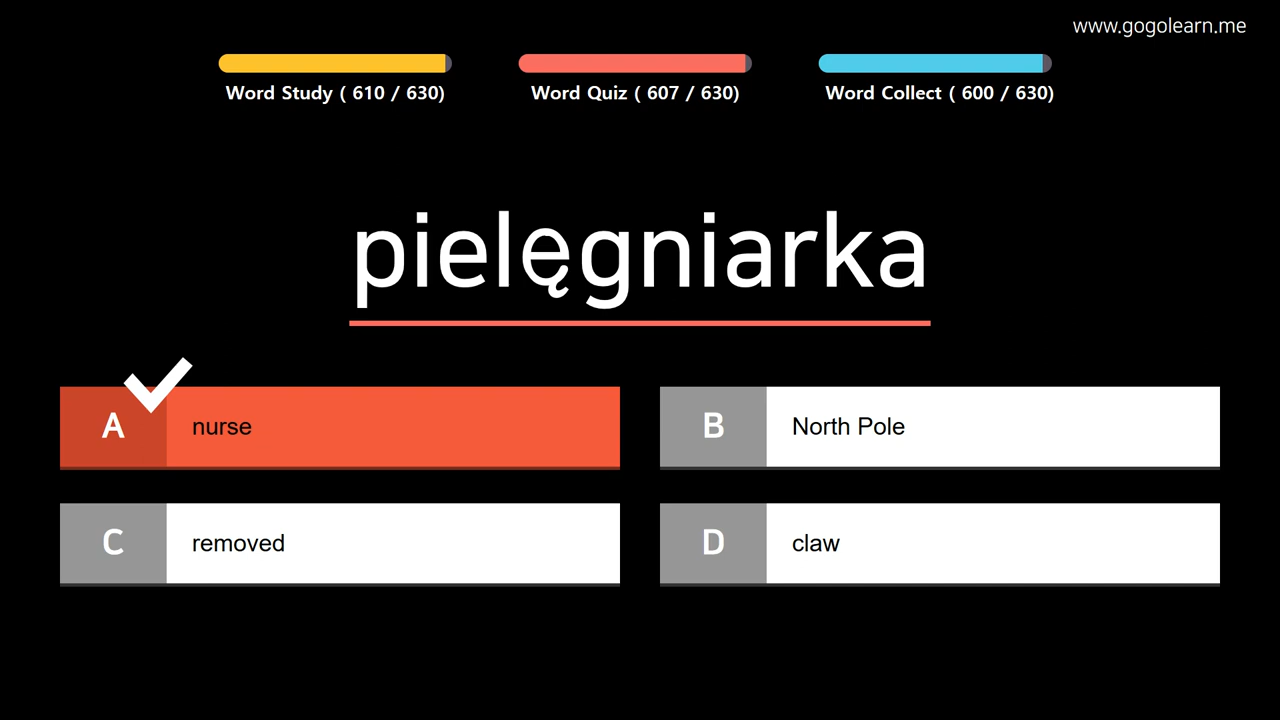 www.gogolearn.me
Word Study ( 610 / 630)
Word Quiz ( 607 / 630)
Word Collect ( 600 / 630)
pielęgniarka
A nurse
B North Pole
C removed
D claw